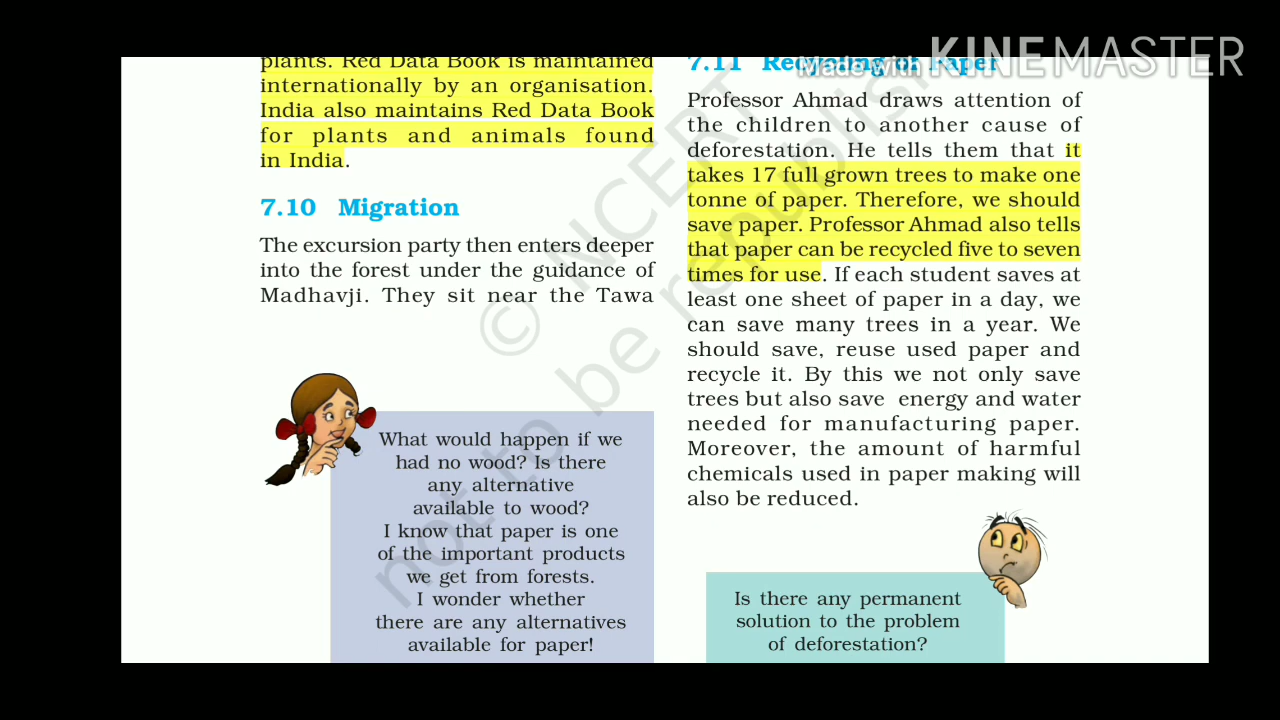 Made with KINEMASTER
plants. Red Data Book is maintained
internationally by an organisation.
India also maintains Red Data Book
for plants and animals found
in India.
7.10 Migration
The excursion party then enters deeper
into the forest under the guidance of
Madhavji. They sit near the Tawa
What would happen if we
had no wood? Is there
any alternative
available to wood?
I know that paper is one
of the important products
we get from forests.
I wonder whether
there are any alternatives
available for paper!
7.11 Recycling of Paper
Professor Ahmad draws attention of
the children to another cause of
deforestation. He tells them that it
takes 17 full grown trees to make one
tonne of paper. Therefore, we should
save paper. Professor Ahmad also tells
that paper can be recycled five to seven
times for use. If each student saves at
least one sheet of paper in a day, we
can save many trees in a year. We
should save, reuse used paper and
recycle it. By this we not only save
trees but also save energy and water
needed for manufacturing paper.
Moreover, the amount of harmful
chemicals used in paper making will
also be reduced.
Is there any permanent
solution to the problem
of deforestation?
© NCERT
not to be republish